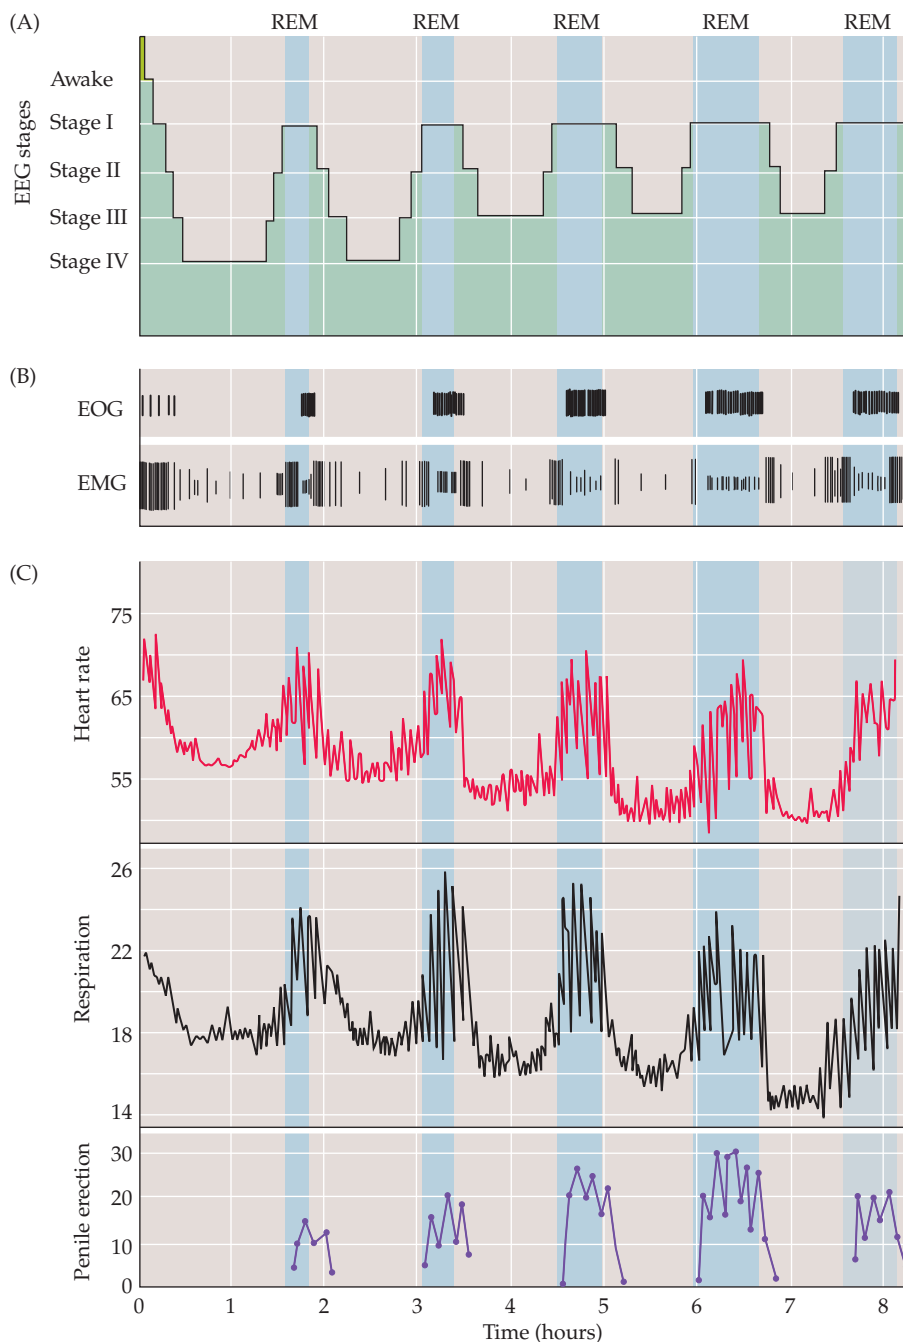 (A)
REM REM REM REM REM
EEG stages
Awake
Stage I
Stage II
Stage III
Stage IV
(B)
EOG
EMG
(C)
Heart rate
75
65
55
Respiration
26
22
18
14
Penile erection
30
20
10
0
0 1 2 3 4 5 6 7 8
Time (hours)